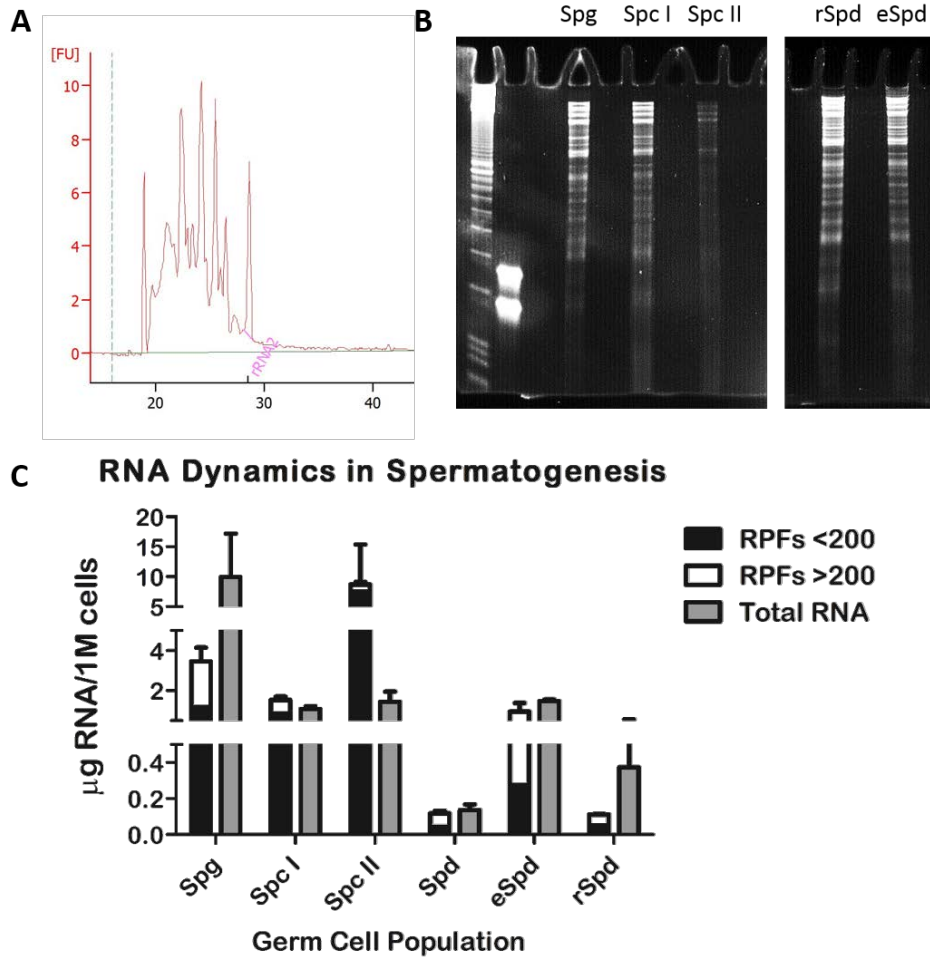 A
[FU]
10
8
6
4
2
0
rRNA2
20 30 40
B
Spg Spc I Spc II rSpd eSpd
C RNA Dynamics in Spermatogenesis
µg RNA/1M cells
20
15
10
5
4
2
0.4
0.2
0.0
RPFs <200
RPFs >200
Total RNA
Spg Spc I Spc II Spd eSpd rSpd
Germ Cell Population